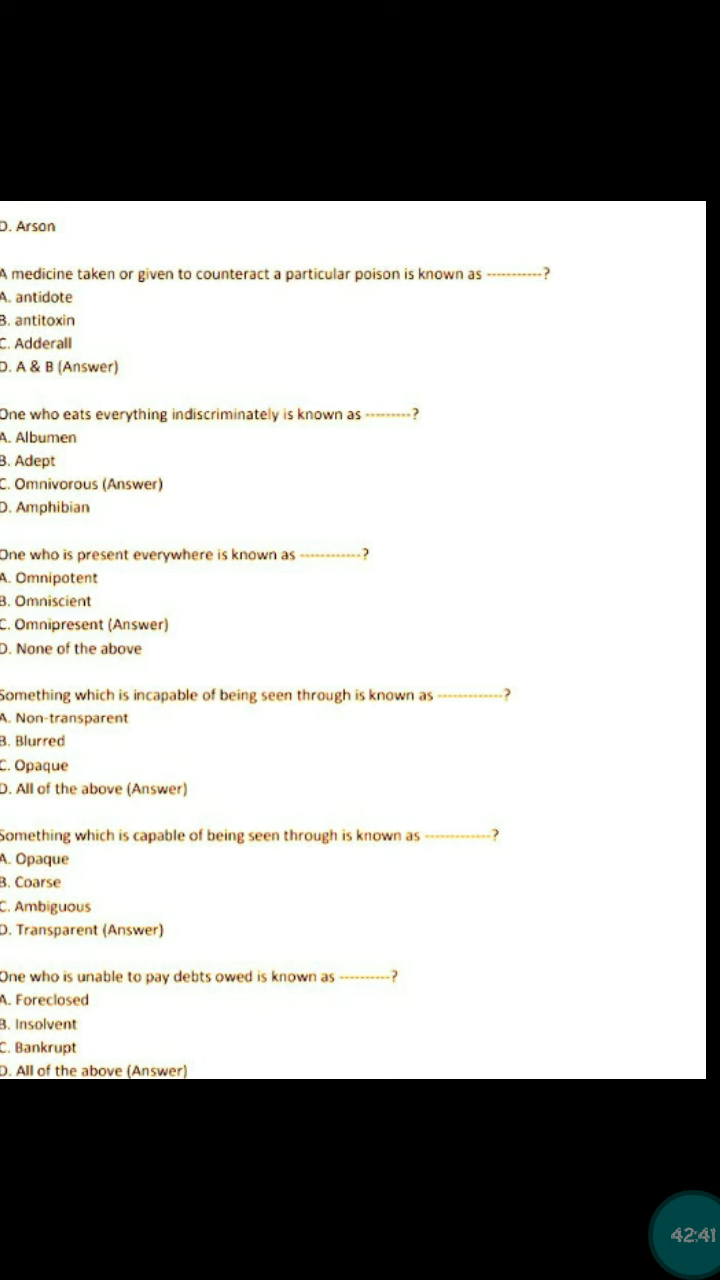 D. Arson
A medicine taken or given to counteract a particular poison is known as -----------?
A. antidote
B. antitoxin
C. Adderall
D. A & B (Answer)
One who eats everything indiscriminately is known as ---------?
A. Albumen
B. Adept
C. Omnivorous (Answer)
D. Amphibian
One who is present everywhere is known as ------------?
A. Omnipotent
B. Omniscient
C. Omnipresent (Answer)
D. None of the above
Something which is incapable of being seen through is known as -------------?
A. Non-transparent
B. Blurred
C. Opaque
D. All of the above (Answer)
Something which is capable of being seen through is known as -------------?
A. Opaque
B. Coarse
C. Ambiguous
D. Transparent (Answer)
One who is unable to pay debts owed is known as ----------?
A. Foreclosed
B. Insolvent
C. Bankrupt
D. All of the above (Answer)
42:41